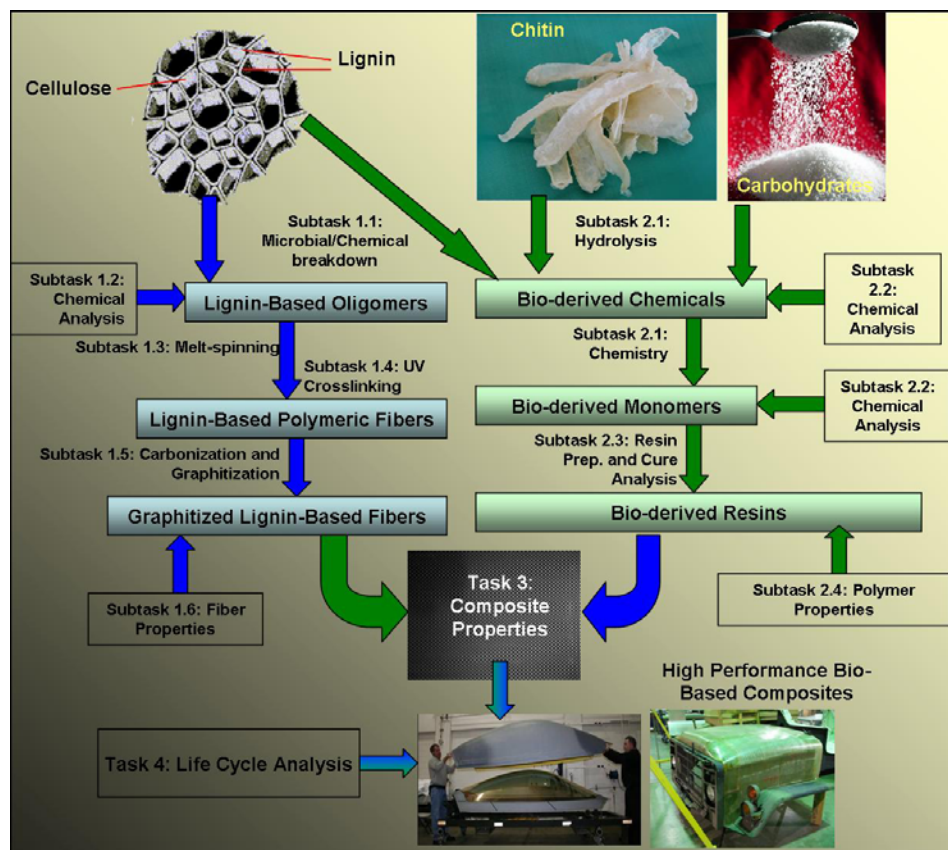 Lignin
Cellulose
Chitin
Carbohydrates
Subtask 1.1:
Microbial/Chemical
breakdown
Subtask 2.1:
Hydrolysis
Subtask 1.2:
Chemical
Analysis
Lignin-Based Oligomers
Bio-derived Chemicals
Subtask
2.2:
Chemical
Analysis
Subtask 1.3: Melt-spinning
Subtask 1.4: UV
Crosslinking
Subtask 2.1:
Chemistry
Lignin-Based Polymeric Fibers
Bio-derived Monomers
Subtask 2.2:
Chemical
Analysis
Subtask 1.5: Carbonization and
Graphitization
Subtask 2.3: Resin
Prep. and Cure
Analysis
Graphitized Lignin-Based Fibers
Bio-derived Resins
Subtask 1.6: Fiber
Properties
Task 3:
Composite
Properties
Subtask 2.4: Polymer
Properties
High Performance Bio-
Based Composites
Task 4: Life Cycle Analysis